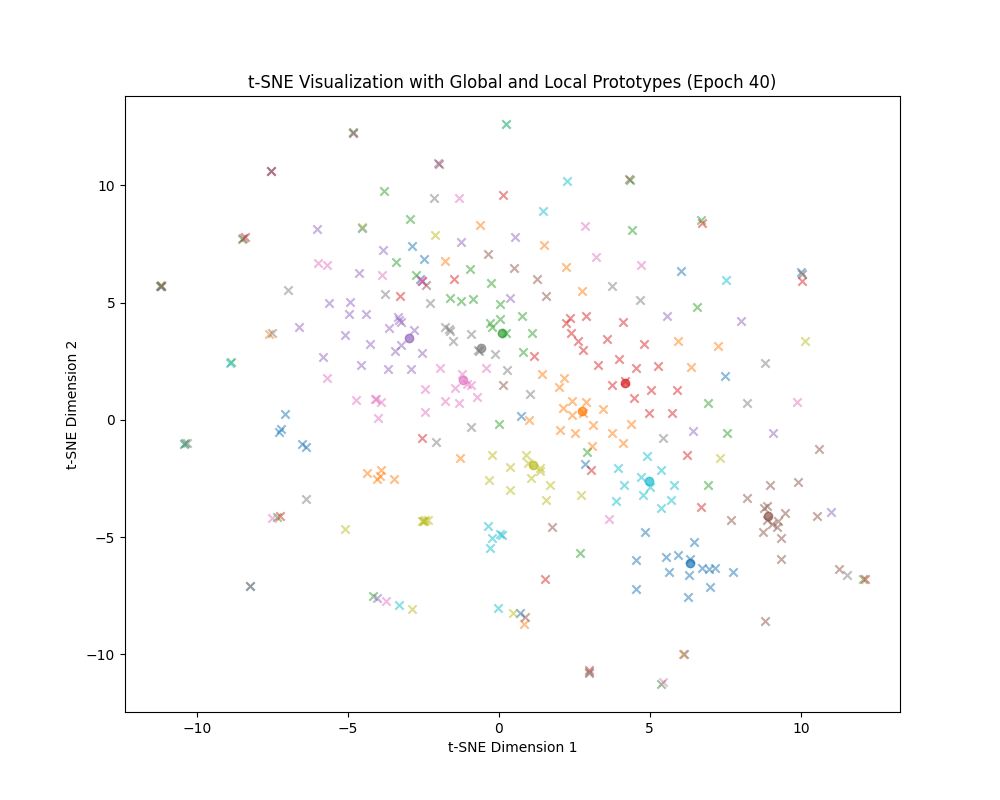 t-SNE Visualization with Global and Local Prototypes (Epoch 40)
10
5
0
−5
−10
t-SNE Dimension 2
−10 −5 0 5 10
t-SNE Dimension 1